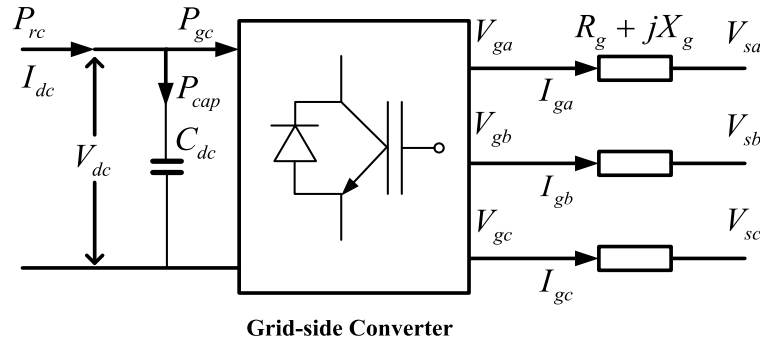 P_rc
P_gc
V_ga
R_g + jX_g
V_sa
I_dc
P_cap
I_ga
C_dc
V_dc
V_gb
V_sb
I_gb
V_gc
V_sc
I_gc
Grid-side Converter